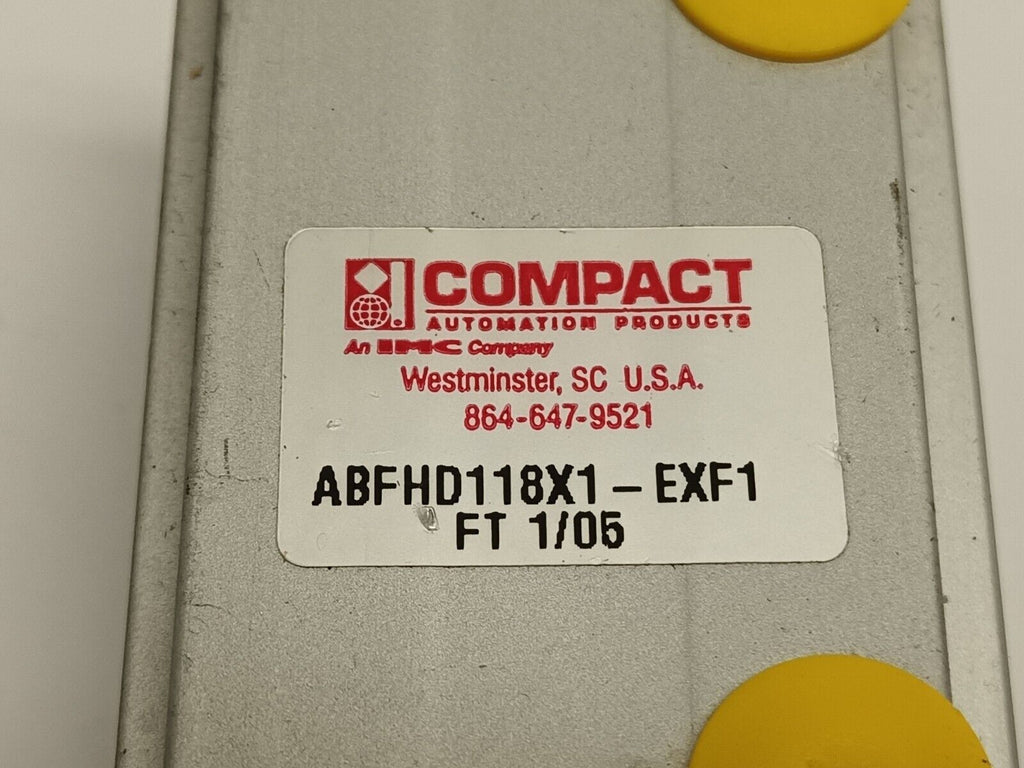 COMPACT
AUTOMATION PRODUCTS
An IMC Company
Westminster, SC U.S.A.
864-647-9521
ABFHD118X1-EXF1
FT 1/05